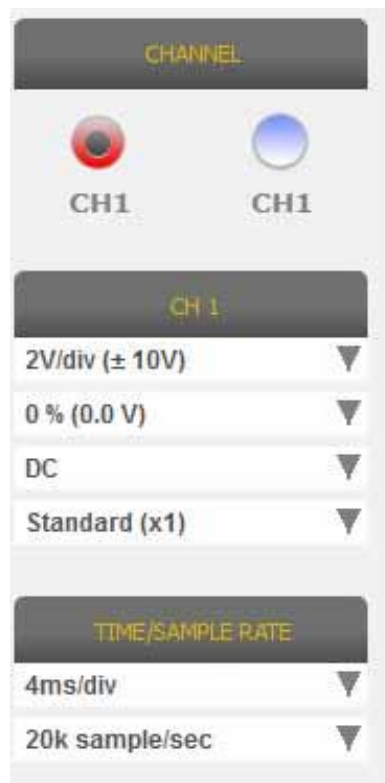 CHANNEL
CH1 CH1
CH 1
2V/div (± 10V)
0 % (0.0 V)
DC
Standard (x1)
TIME/SAMPLE RATE
4ms/div
20k sample/sec